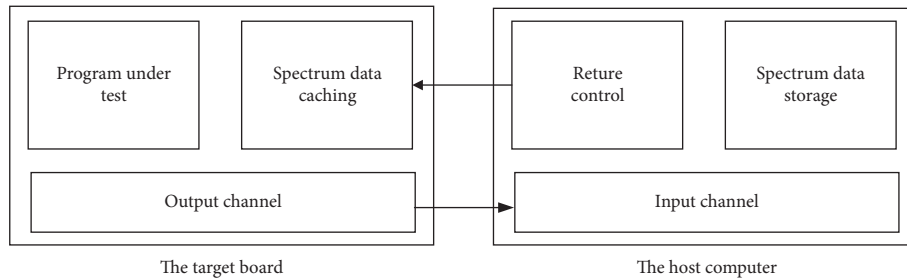 Program under
test
Spectrum data
caching
Reture
control
Spectrum data
storage
Output channel
Input channel
The target board
The host computer